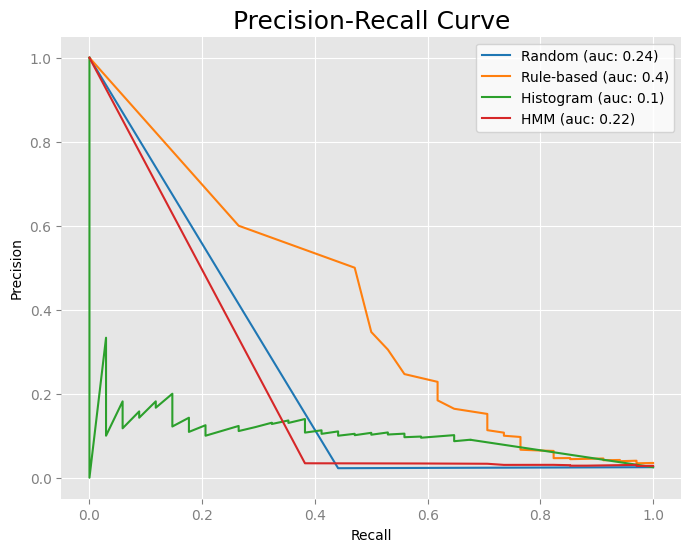 Precision-Recall Curve
Random (auc: 0.24)
Rule-based (auc: 0.4)
Histogram (auc: 0.1)
HMM (auc: 0.22)
Precision
1.0
0.8
0.6
0.4
0.2
0.0
0.0 0.2 0.4 0.6 0.8 1.0
Recall